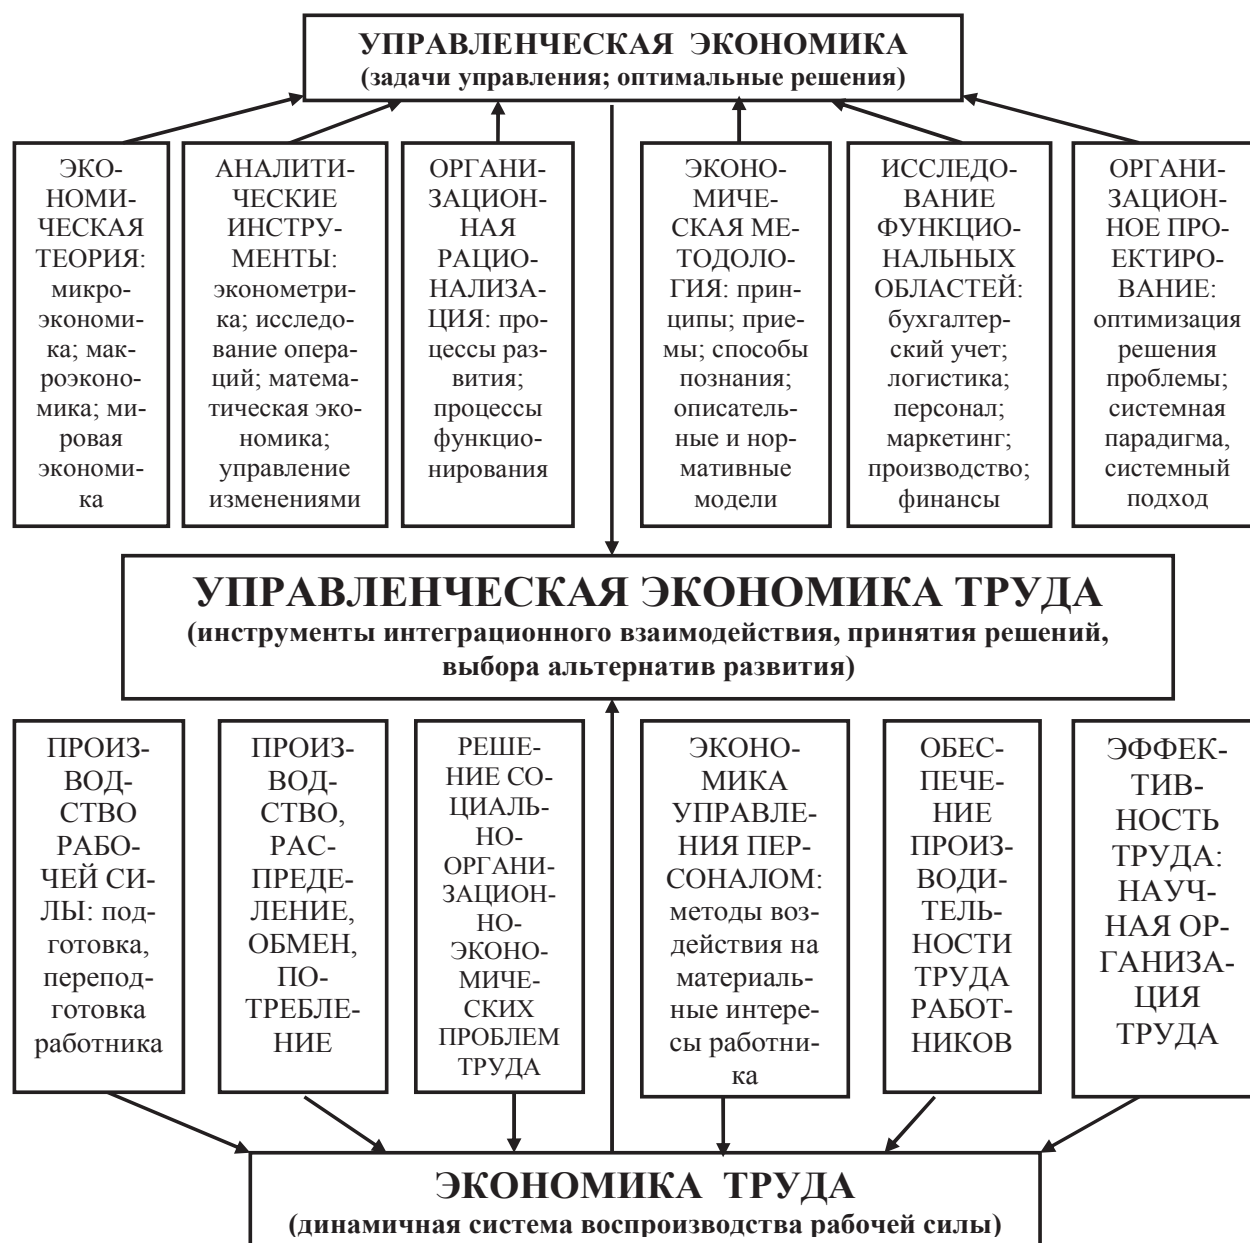 УПРАВЛЕНЧЕСКАЯ ЭКОНОМИКА
(задачи управления; оптимальные решения)
ЭКО-
НОМИ-
ЧЕСКАЯ
ТЕОРИЯ:
микро-
экономи-
ка; мак-
роэконо-
мика; ми-
ровая
экономи-
ка
АНАЛИТИ-
ЧЕСКИЕ
ИНСТРУ-
МЕНТЫ:
эконометри-
ка; исследо-
вание опера-
ций; матема-
тическая эко-
номика;
управление
изменениями
ОРГАНИ-
ЗАЦИОН-
НАЯ
РАЦИО-
НАЛИЗА-
ЦИЯ: про-
цессы раз-
вития;
процессы
функцио-
нирования
ЭКОНО-
МИЧЕ-
СКАЯ МЕ-
ТОДОЛО-
ГИЯ: прин-
ципы; прие-
мы; способы
познания;
описатель-
ные и нор-
мативные
модели
ИССЛЕДО-
ВАНИЕ
ФУНКЦИО-
НАЛЬНЫХ
ОБЛАСТЕЙ:
бухгалтер-
ский учет;
логистика;
персонал;
маркетинг;
производство;
финансы
ОРГАНИ-
ЗАЦИОН-
НОЕ ПРО-
ЕКТИРО-
ВАНИЕ:
оптимизация
решения
проблемы;
системная
парадигма,
системный
подход
УПРАВЛЕНЧЕСКАЯ ЭКОНОМИКА ТРУДА
(инструменты интеграционного взаимодействия, принятия решений,
выбора альтернатив развития)
ПРОИЗ-
ВОД-
СТВО
РАБО-
ЧЕЙ СИ-
ЛЫ: под-
готовка,
перепод-
готовка
работника
ПРОИЗ-
ВОД-
СТВО,
РАС-
ПРЕДЕ-
ЛЕНИЕ,
ОБМЕН,
ПО-
ТРЕБЛЕ-
НИЕ
РЕШЕ-
НИЕ СО-
ЦИАЛЬ-
НО-
ОРГАНИ-
ЗАЦИОН-
НО-
ЭКОНО-
МИЧЕ-
СКИХ
ПРОБЛЕМ
ТРУДА
ЭКОНО-
МИКА
УПРАВЛЕ-
НИЯ ПЕР-
СОНАЛОМ:
методы воз-
действия на
материаль-
ные интере-
сы работни-
ка
ОБЕС-
ПЕЧЕ-
НИЕ
ПРОИЗ-
ВОДИ-
ТЕЛЬ-
НОСТИ
ТРУДА
РАБОТ-
НИКОВ
ЭФФЕК-
ТИВ-
НОСТЬ
ТРУДА:
НАУЧ-
НАЯ ОР-
ГАНИЗА-
ЦИЯ
ТРУДА
ЭКОНОМИКА ТРУДА
(динамичная система воспроизводства рабочей силы)